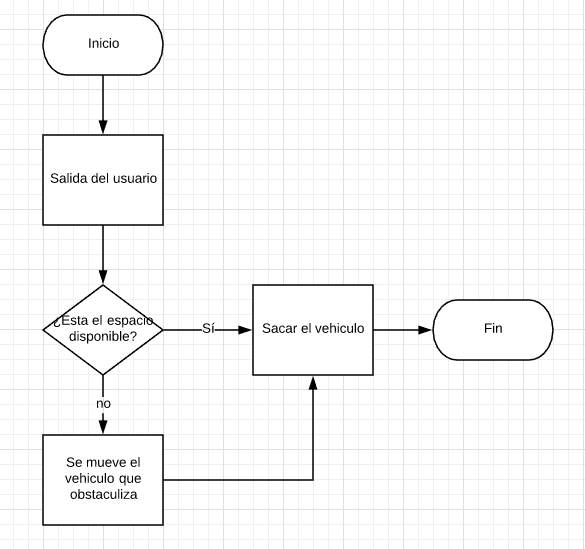 Inicio
Salida del usuario
¿Esta el espacio
disponible?
Sí
Sacar el vehiculo
Fin
no
Se mueve el
vehiculo que
obstaculiza